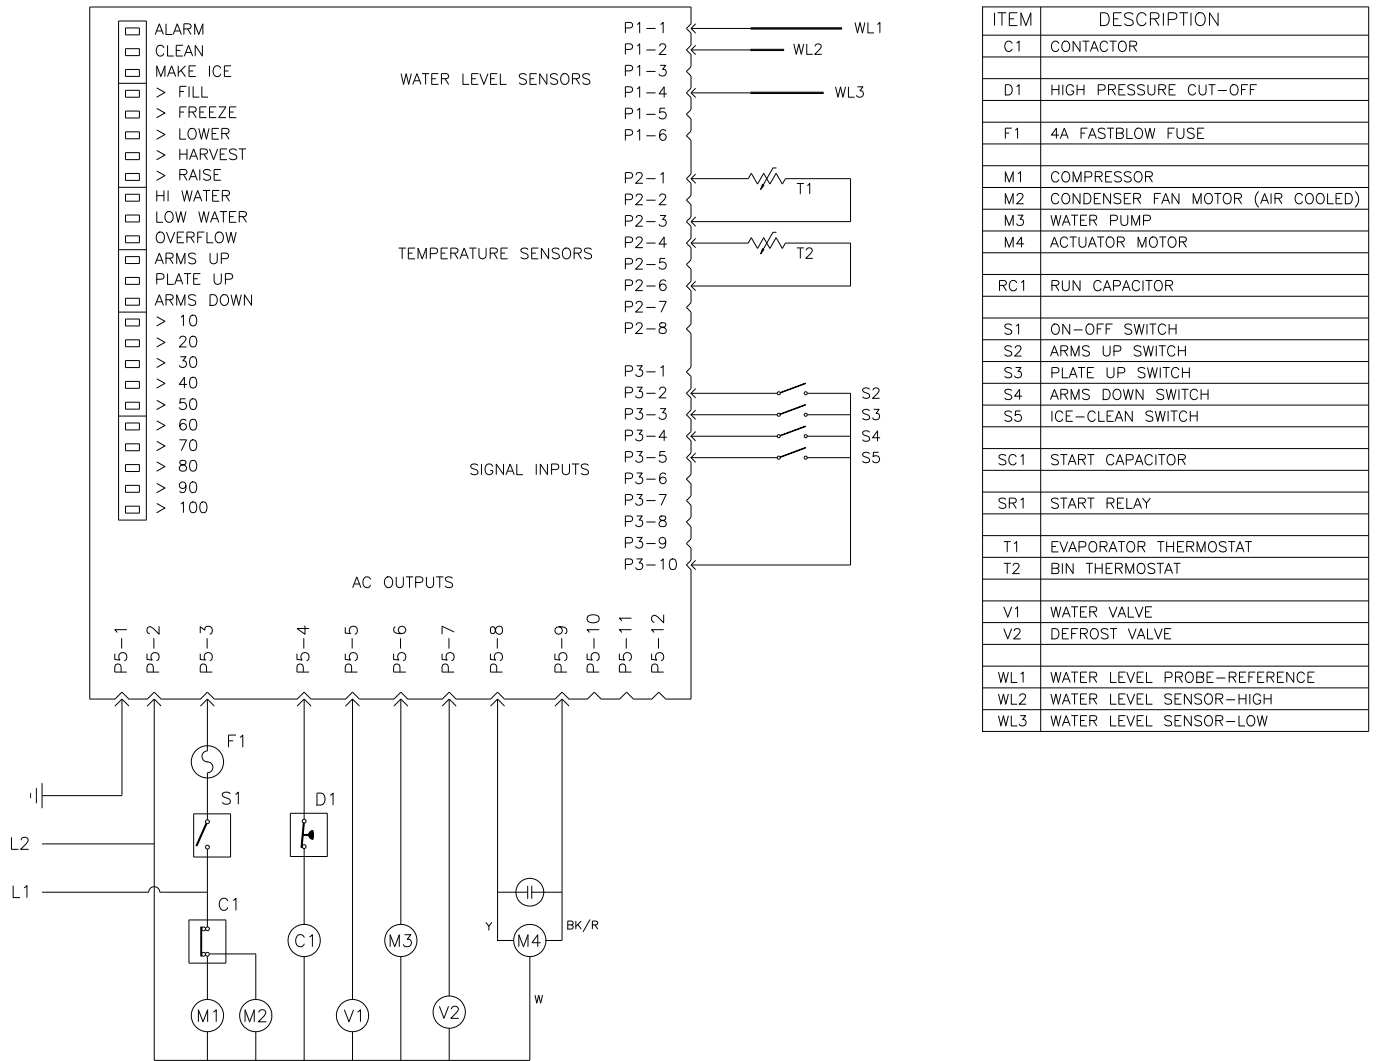 ALARM
CLEAN
MAKE ICE
> FILL
> FREEZE
> LOWER
> HARVEST
> RAISE
HI WATER
LOW WATER
OVERFLOW
ARMS UP
PLATE UP
ARMS DOWN
> 10
> 20
> 30
> 40
> 50
> 60
> 70
> 80
> 90
> 100
WATER LEVEL SENSORS
P1-1
P1-2
P1-3
P1-4
P1-5
P1-6
WL1
WL2
WL3
TEMPERATURE SENSORS
P2-1
P2-2
P2-3
P2-4
P2-5
P2-6
P2-7
P2-8
T1
T2
SIGNAL INPUTS
P3-1
P3-2
P3-3
P3-4
P3-5
P3-6
P3-7
P3-8
P3-9
P3-10
S2
S3
S4
S5
AC OUTPUTS
P5-1
P5-2
P5-3
P5-4
P5-5
P5-6
P5-7
P5-8
P5-9
P5-10
P5-11
P5-12
F1
S1
D1
L2
L1
C1
C1
M3
Y
M4
BK/R
W
M1
M2
V1
V2
ITEM DESCRIPTION
C1 CONTACTOR
D1 HIGH PRESSURE CUT-OFF
F1 4A FASTBLOW FUSE
M1 COMPRESSOR
M2 CONDENSER FAN MOTOR (AIR COOLED)
M3 WATER PUMP
M4 ACTUATOR MOTOR
RC1 RUN CAPACITOR
S1 ON-OFF SWITCH
S2 ARMS UP SWITCH
S3 PLATE UP SWITCH
S4 ARMS DOWN SWITCH
S5 ICE-CLEAN SWITCH
SC1 START CAPACITOR
SR1 START RELAY
T1 EVAPORATOR THERMOSTAT
T2 BIN THERMOSTAT
V1 WATER VALVE
V2 DEFROST VALVE
WL1 WATER LEVEL PROBE-REFERENCE
WL2 WATER LEVEL SENSOR-HIGH
WL3 WATER LEVEL SENSOR-LOW